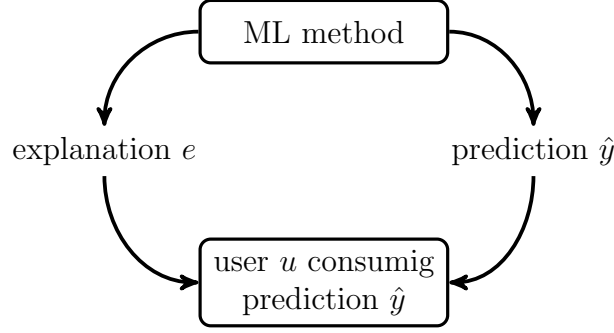 ML method
explanation e
prediction ŷ
user u consumig
prediction ŷ